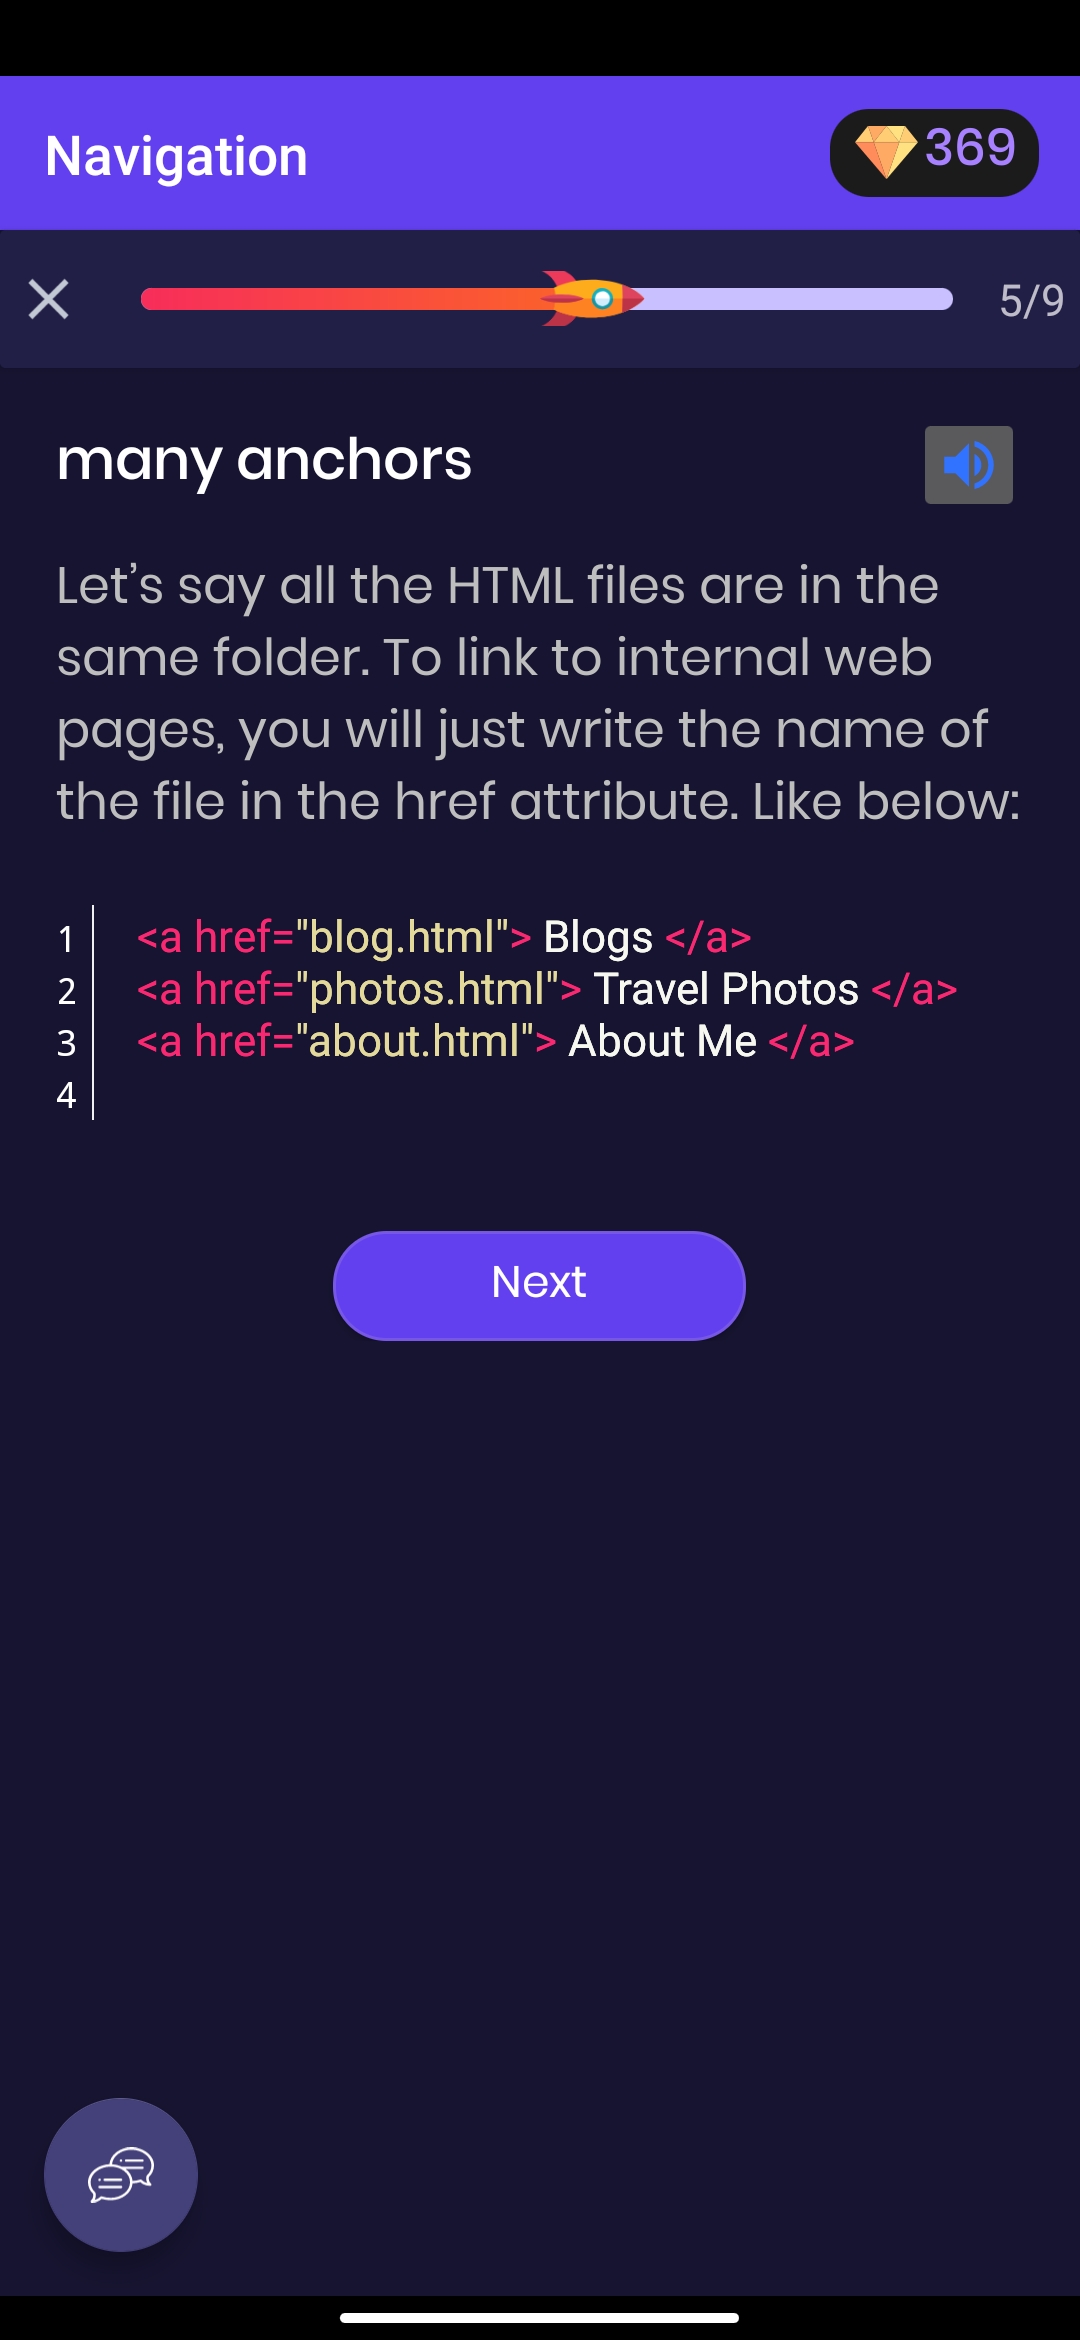 Navigation
369
5/9
many anchors
Let’s say all the HTML files are in the
same folder. To link to internal web
pages, you will just write the name of
the file in the href attribute. Like below:
1 <a href="blog.html"> Blogs </a>
2 <a href="photos.html"> Travel Photos </a>
3 <a href="about.html"> About Me </a>
4
Next